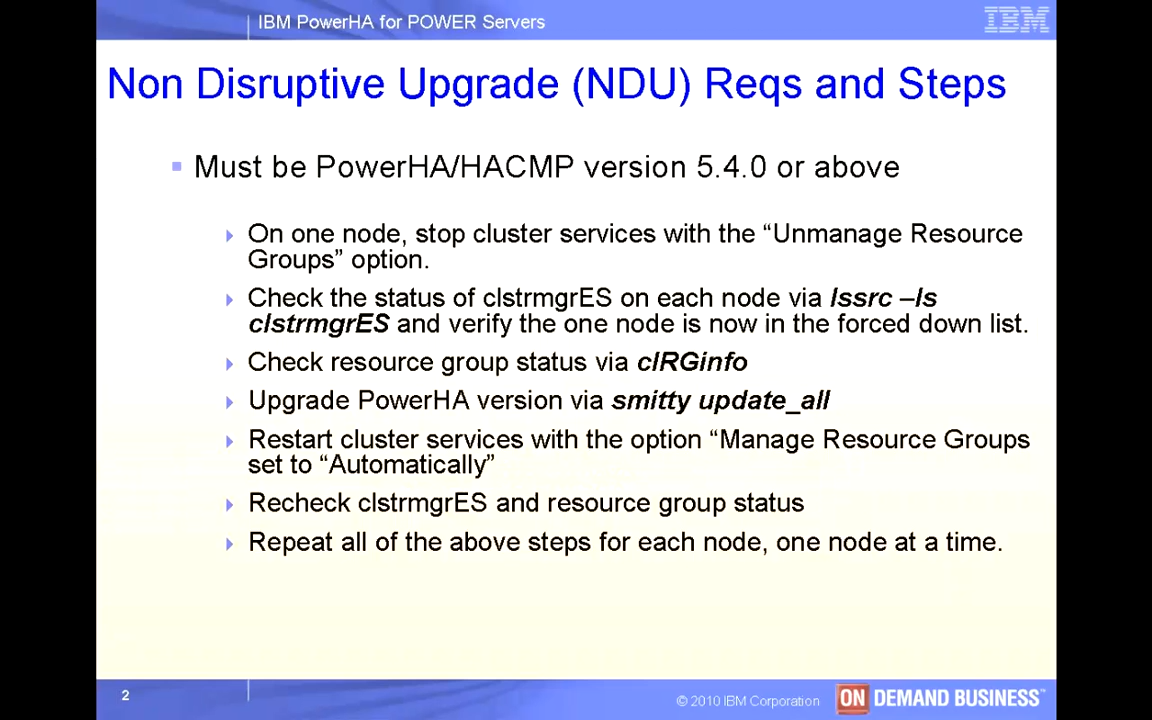 IBM PowerHA for POWER Servers
IBM
Non Disruptive Upgrade (NDU) Reqs and Steps
Must be PowerHA/HACMP version 5.4.0 or above
On one node, stop cluster services with the “Unmanage Resource
Groups” option.
Check the status of clstrmgrES on each node via lssrc –ls
clstrmgrES and verify the one node is now in the forced down list.
Check resource group status via clRGinfo
Upgrade PowerHA version via smitty update_all
Restart cluster services with the option “Manage Resource Groups
set to “Automatically”
Recheck clstrmgrES and resource group status
Repeat all of the above steps for each node, one node at a time.
2
© 2010 IBM Corporation
ON DEMAND BUSINESS™